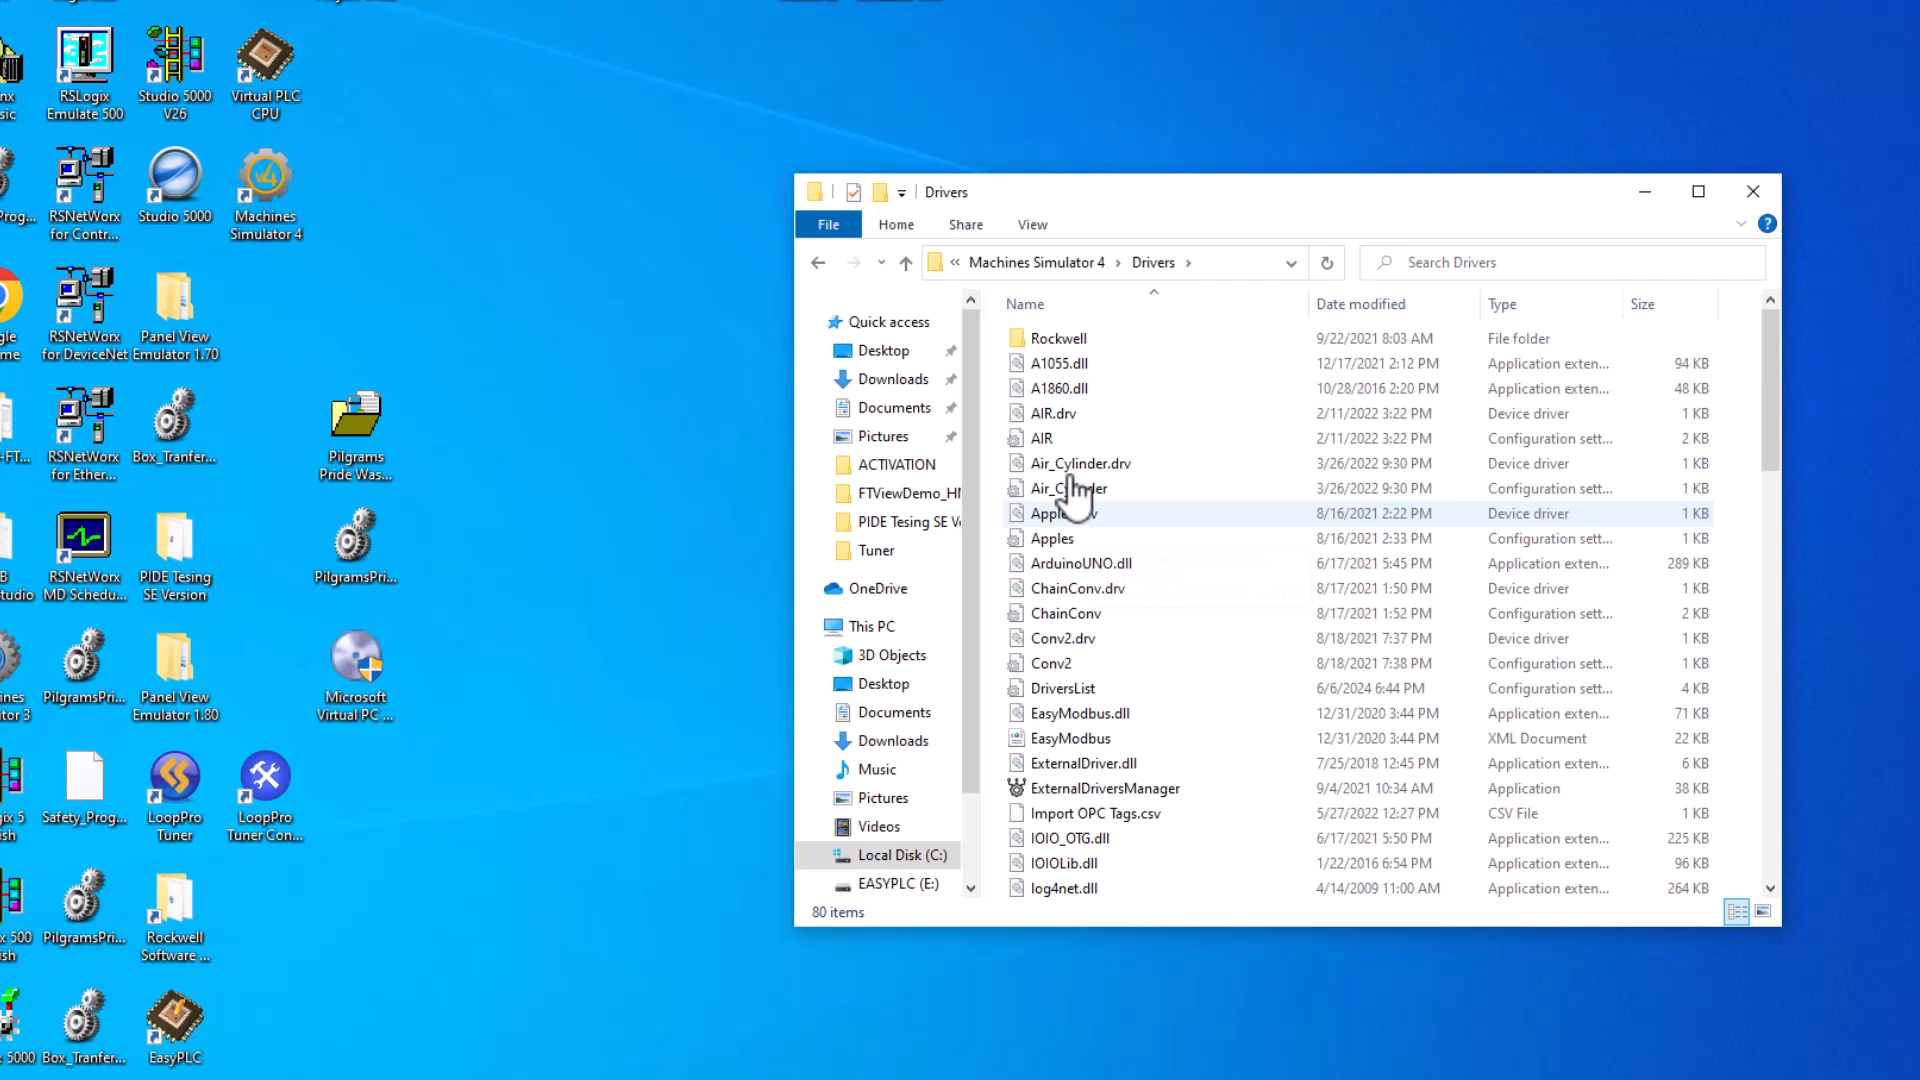 RSLogix
Emulate 500
Studio 5000
V26
Virtual PLC
CPU
RSNetWorx
for Contr...
Studio 5000
Machines
Simulator 4
RSNetWorx
for DeviceNet
Panel View
Emulator 1.70
RSNetWorx
for Ether...
Box_Tranfer...
Pilgrams
Pride Was...
RSNetWorx
MD Schedu...
PIDE Tesing
SE Version
PilgramsPri...
PilgramsPri...
Panel View
Emulator 1.80
Microsoft
Virtual PC ...
Safety_Prog...
LoopPro
Tuner
LoopPro
Tuner Con...
PilgramsPri...
Rockwell
Software ...
Box_Tranfer...
EasyPLC
Drivers
File Home Share View
« Machines Simulator 4 › Drivers ›
Search Drivers
Quick access
Desktop
Downloads
Documents
Pictures
ACTIVATION
FTViewDemo_HM
PIDE Tesing SE Ve
Tuner
OneDrive
This PC
3D Objects
Desktop
Documents
Downloads
Music
Pictures
Videos
Local Disk (C:)
EASYPLC (E:)
Name Date modified Type Size
Rockwell 9/22/2021 8:03 AM File folder
A1055.dll 12/17/2021 2:12 PM Application exten... 94 KB
A1860.dll 10/28/2016 2:20 PM Application exten... 48 KB
AIR.drv 2/11/2022 3:22 PM Device driver 1 KB
AIR 2/11/2022 3:22 PM Configuration sett... 2 KB
Air_Cylinder.drv 3/26/2022 9:30 PM Device driver 1 KB
Air_Cylinder 3/26/2022 9:30 PM Configuration sett... 1 KB
8/16/2021 2:22 PM Device driver 1 KB
Apples 8/16/2021 2:33 PM Configuration sett... 1 KB
ArduinoUNO.dll 6/17/2021 5:45 PM Application exten... 289 KB
ChainConv.drv 8/17/2021 1:50 PM Device driver 1 KB
ChainConv 8/17/2021 1:52 PM Configuration sett... 2 KB
Conv2.drv 8/18/2021 7:37 PM Device driver 1 KB
Conv2 8/18/2021 7:38 PM Configuration sett... 1 KB
DriversList 6/6/2024 6:44 PM Configuration sett... 4 KB
EasyModbus.dll 12/31/2020 3:44 PM Application exten... 71 KB
EasyModbus 12/31/2020 3:44 PM XML Document 22 KB
ExternalDriver.dll 7/25/2018 12:45 PM Application exten... 6 KB
ExternalDriversManager 9/4/2021 10:34 AM Application 38 KB
Import OPC Tags.csv 5/27/2022 12:27 PM CSV File 1 KB
IOIO_OTG.dll 6/17/2021 5:50 PM Application exten... 225 KB
IOIOLib.dll 1/22/2016 6:54 PM Application exten... 96 KB
log4net.dll 4/14/2009 11:00 AM Application exten... 264 KB
80 items